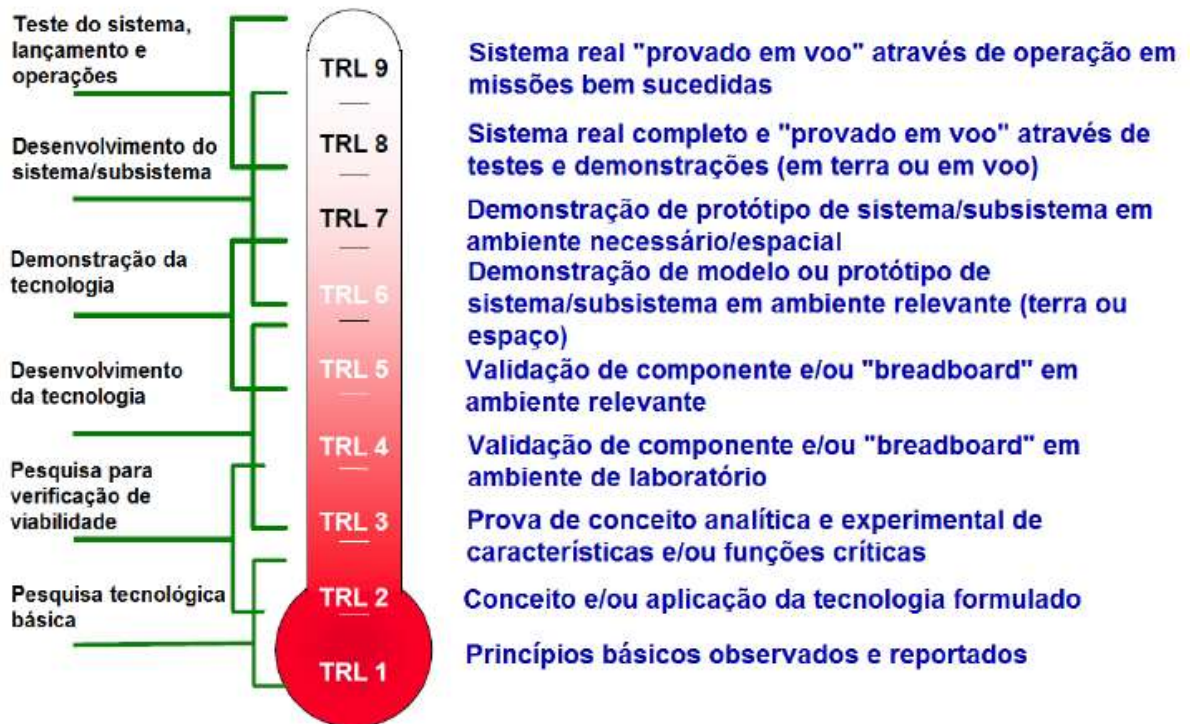 Teste do sistema,
lançamento e
operações
Desenvolvimento do
sistema/subsistema
Demonstração da
tecnologia
Desenvolvimento
da tecnologia
Pesquisa para
verificação de
viabilidade
Pesquisa tecnológica
básica
TRL 9
TRL 8
TRL 7
TRL 6
TRL 5
TRL 4
TRL 3
TRL 2
TRL 1
Sistema real "provado em voo" através de operação em
missões bem sucedidas
Sistema real completo e "provado em voo" através de
testes e demonstrações (em terra ou em voo)
Demonstração de protótipo de sistema/subsistema em
ambiente necessário/espacial
Demonstração de modelo ou protótipo de
sistema/subsistema em ambiente relevante (terra ou
espaço)
Validação de componente e/ou "breadboard" em
ambiente relevante
Validação de componente e/ou "breadboard" em
ambiente de laboratório
Prova de conceito analítica e experimental de
características e/ou funções críticas
Conceito e/ou aplicação da tecnologia formulado
Princípios básicos observados e reportados